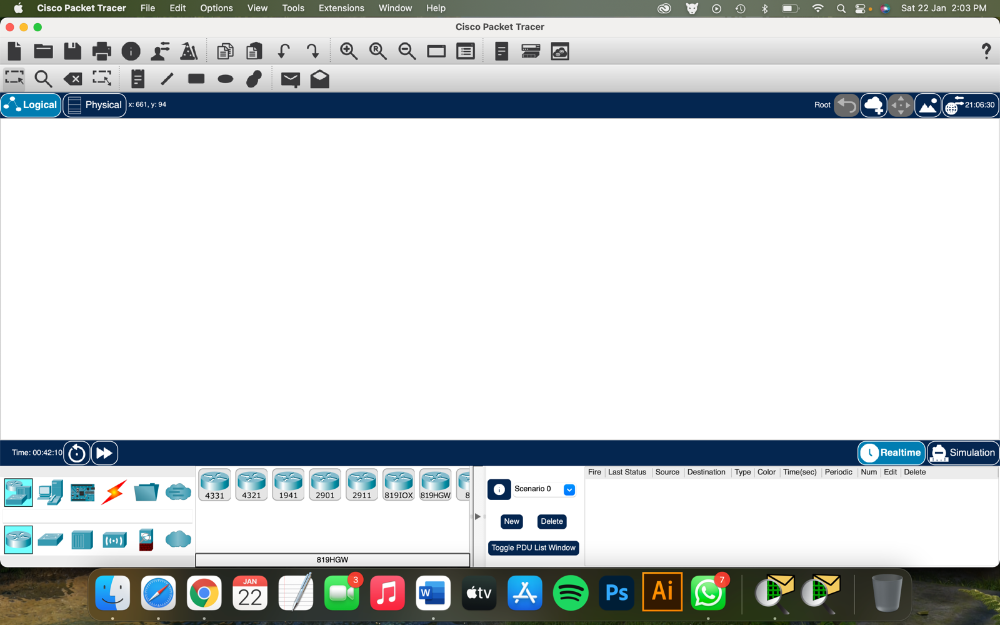 Cisco Packet Tracer File Edit Options View Tools Extensions Window Help Sat 22 Jan 2:03 PM
Cisco Packet Tracer
R
?
Logical Physical x: 661, y: 94 Root 21:06:30
Time: 00:42:10 Realtime Simulation
Fire Last Status Source Destination Type Color Time(sec) Periodic Num Edit Delete
4331 4321 1941 2901 2911 819IOX 819HGW 8
Scenario 0
New Delete
Toggle PDU List Window
819HGW
JAN
22
3
W
tv
Ps
Ai
7